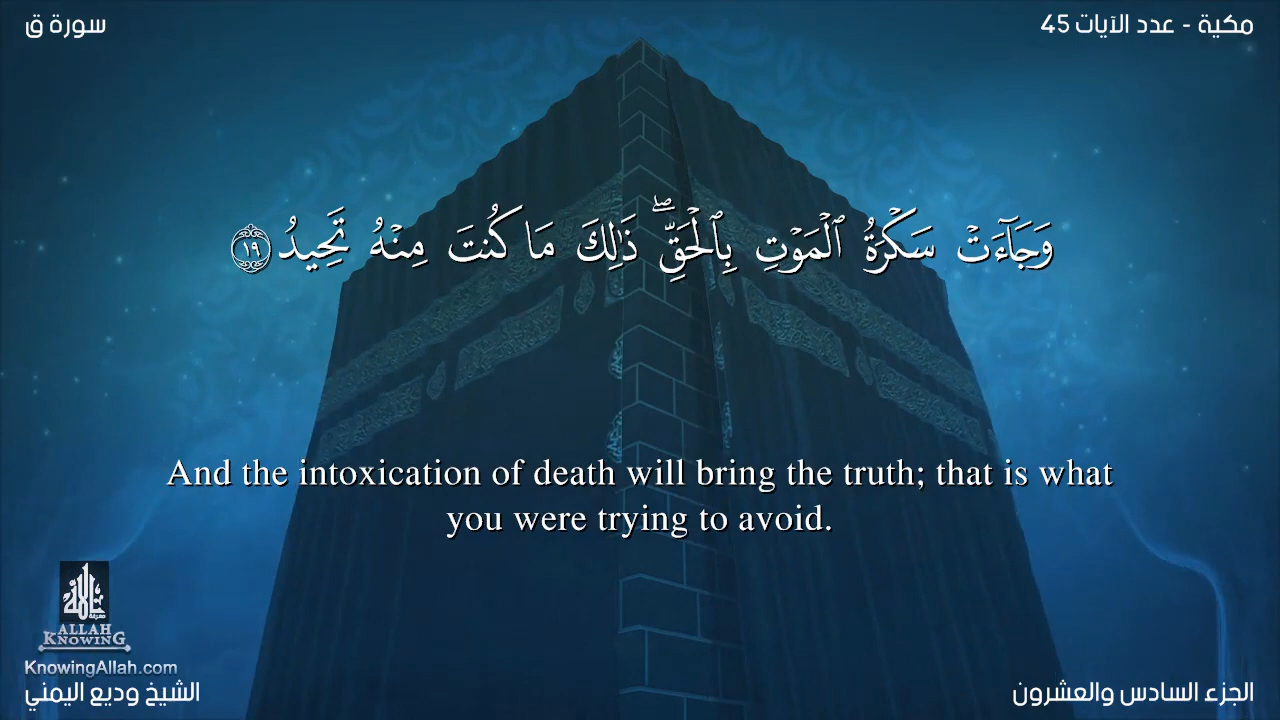 سورة ق
مكية - عدد الآيات 45
وَجَآءَتْ سَكْرَةُ ٱلْمَوْتِ بِٱلْحَقِّ ۖ ذَٰلِكَ مَا كُنتَ مِنْهُ تَحِيدُ ١٩
And the intoxication of death will bring the truth; that is what
you were trying to avoid.
معرفة الله
ALLAH
KNOWING
KnowingAllah.com
الشيخ وديع اليمني
الجزء السادس والعشرون